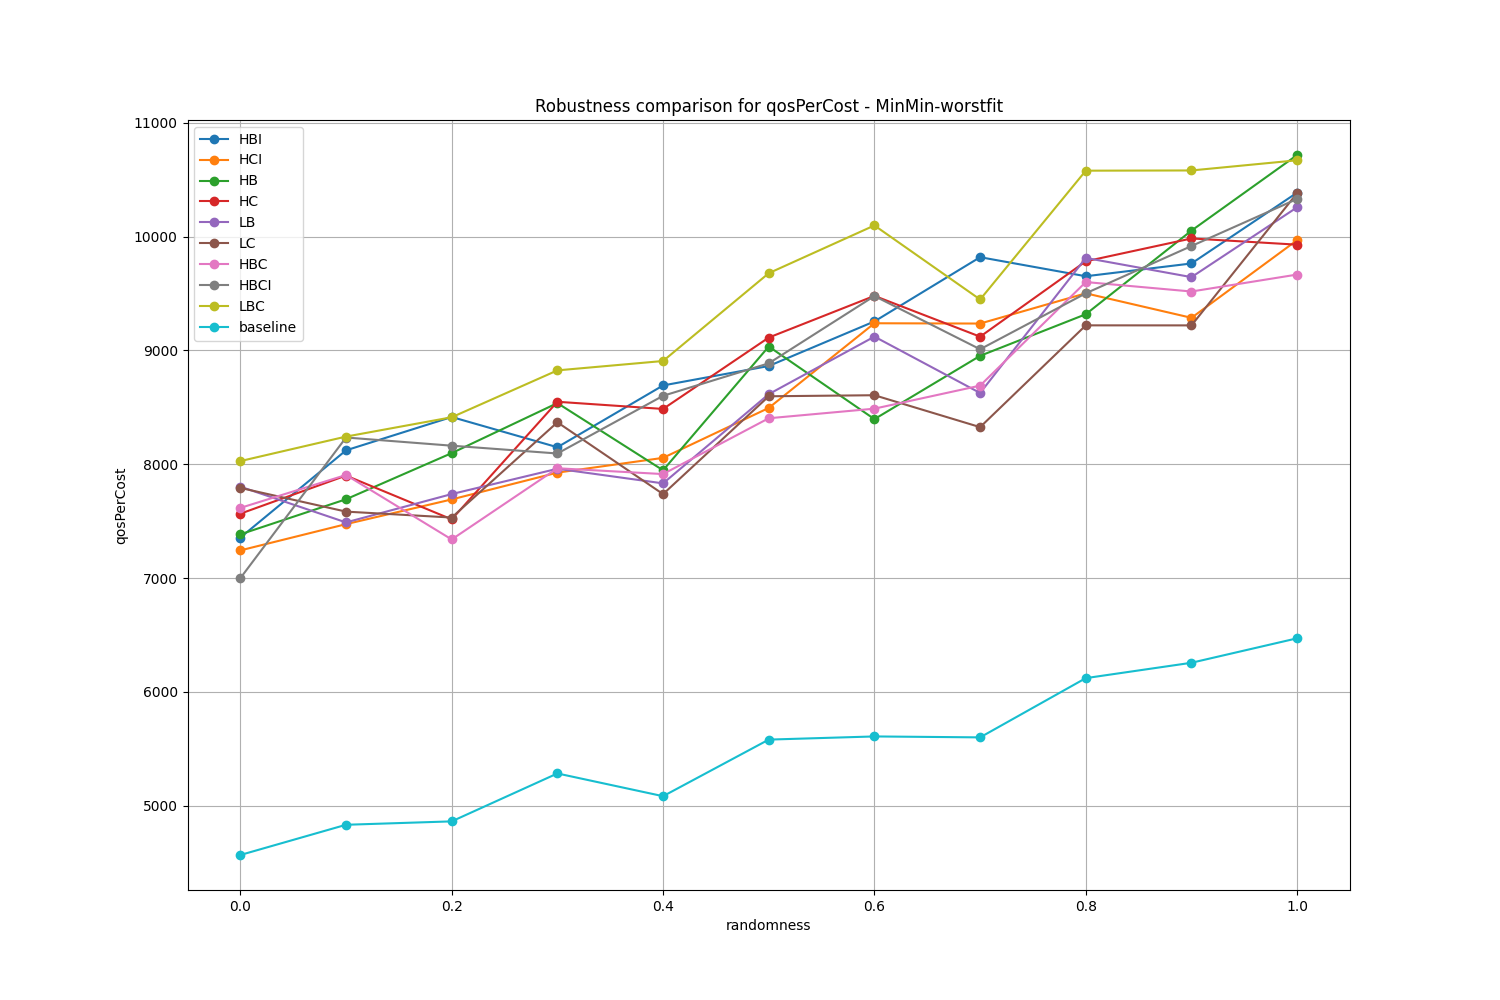 Robustness comparison for qosPerCost - MinMin-worstfit
11000
10000
9000
8000
7000
6000
5000
qosPerCost
HBI
HCI
HB
HC
LB
LC
HBC
HBCI
LBC
baseline
0.0 0.2 0.4 0.6 0.8 1.0
randomness